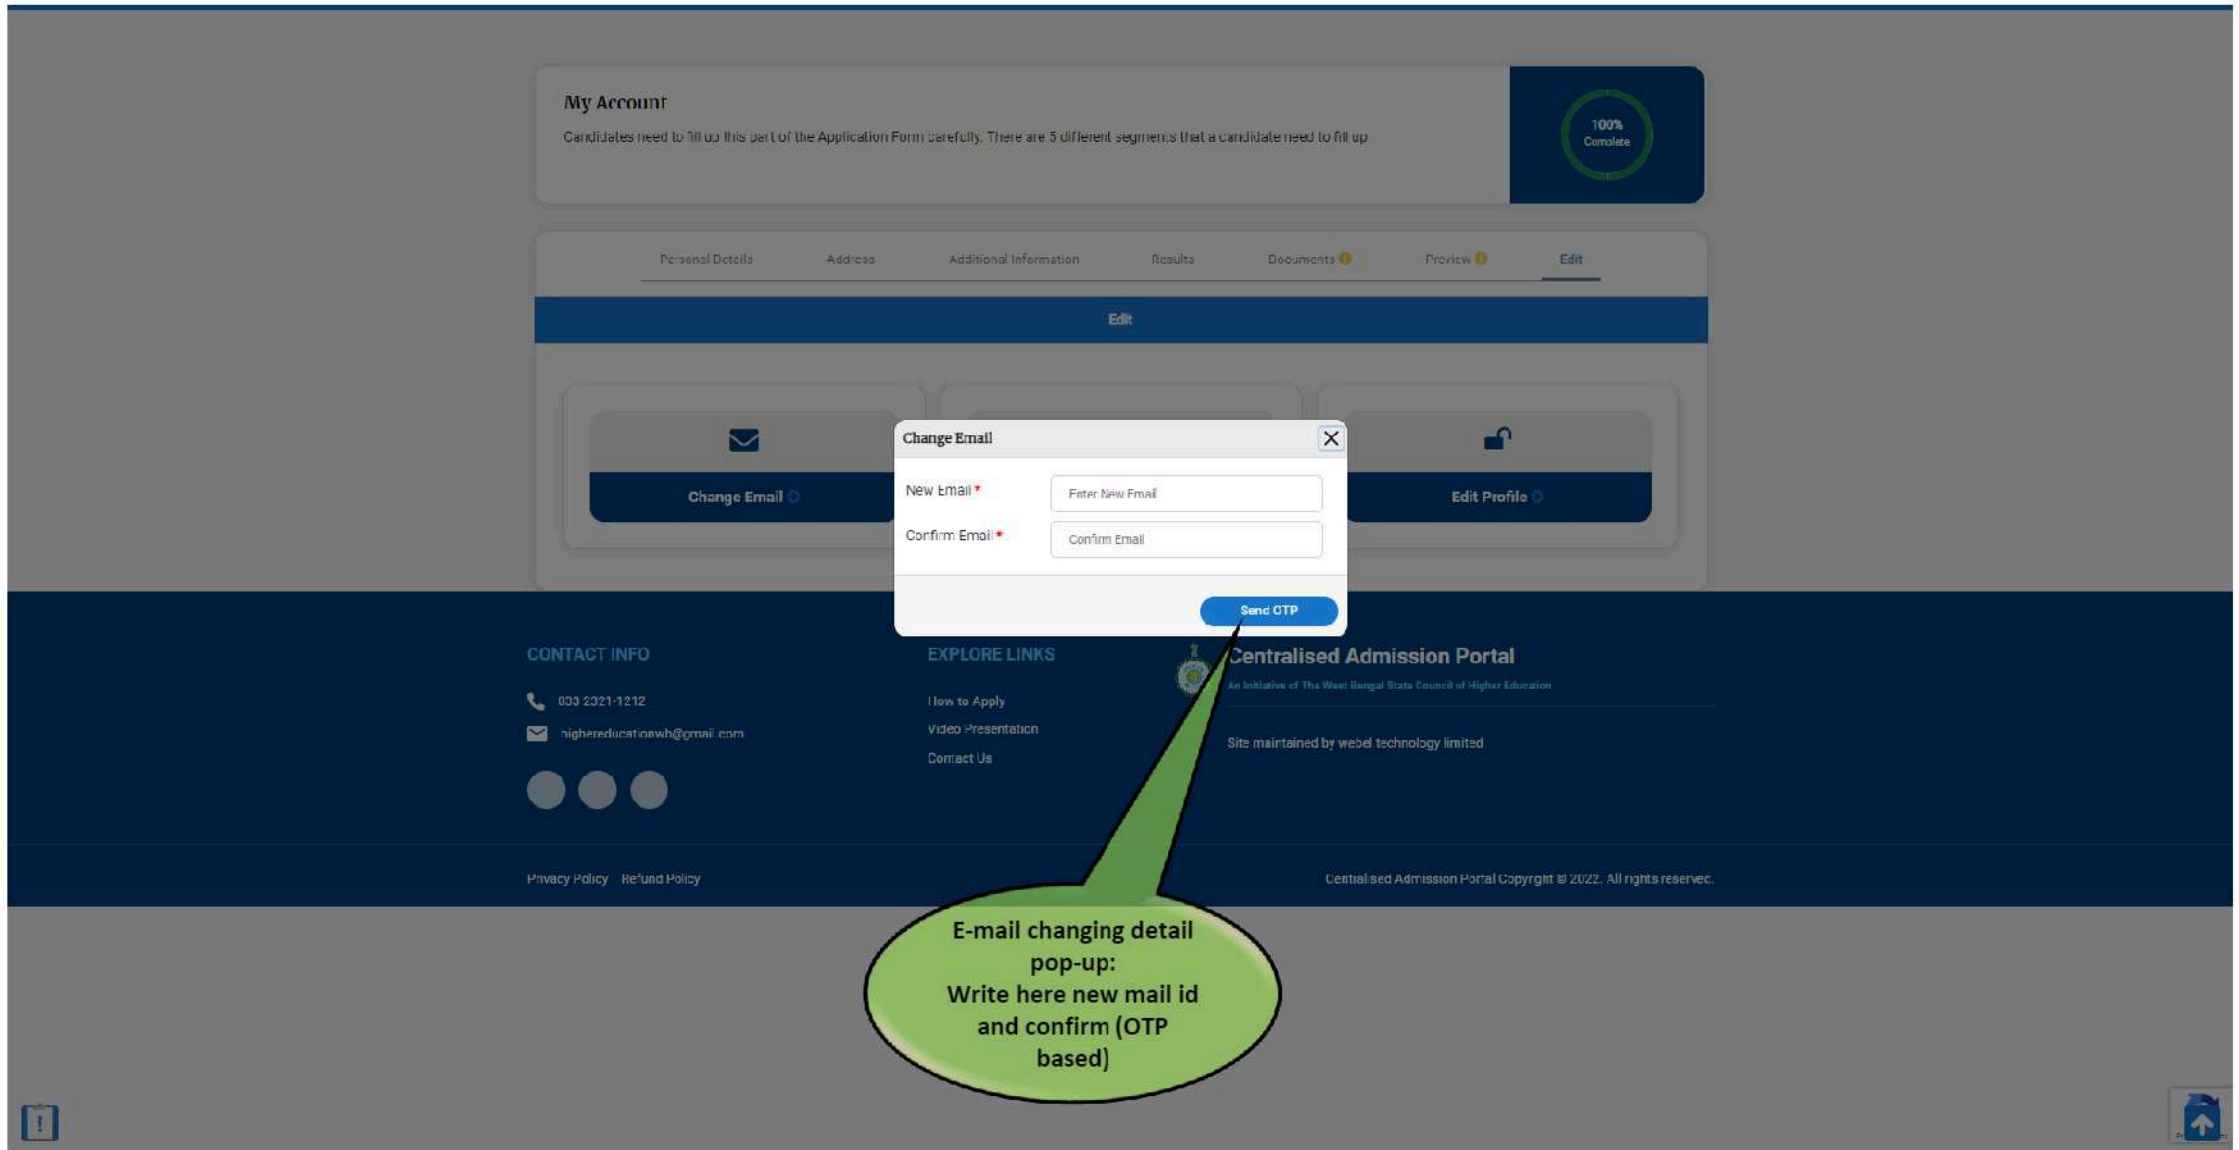 My Account
Candidates need to fill up this part of the Application Form carefully. There are 5 different segments that a candidate need to fill up
100%
Complete
Personal Details Address Additional Information Results Documents Preview Edit
Edit
Change Email
Edit Profile
Change Email
New Email *
Enter New Email
Confirm Email *
Confirm Email
Send OTP
CONTACT INFO
033 2321-1212
highereducationwb@gmail.com
EXPLORE LINKS
How to Apply
Video Presentation
Contact Us
Centralised Admission Portal
An Initiative of The West Bengal State Council of Higher Education
Site maintained by webel technology limited
Privacy Policy Refund Policy
Centralised Admission Portal Copyright © 2022. All rights reserved.
E-mail changing detail
pop-up:
Write here new mail id
and confirm (OTP
based)